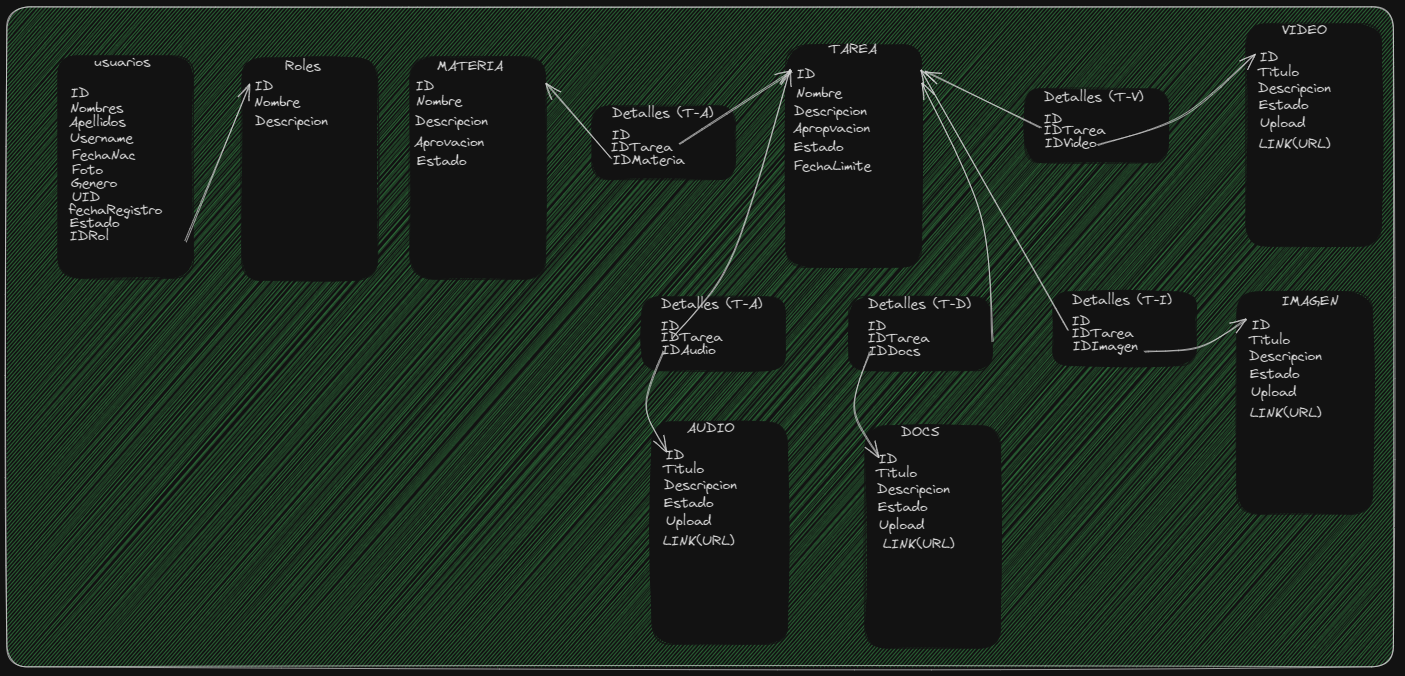 usuarios
ID
Nombres
Apellidos
Username
FechaNac
Foto
Genero
UID
fechaRegistro
Estado
IDRol
Roles
ID
Nombre
Descripcion
MATERIA
ID
Nombre
Descripcion
Aprovacion
Estado
Detalles (T-A)
ID
IDTarea
IDMateria
TAREA
ID
Nombre
Descripcion
Apropvacion
Estado
FechaLimite
Detalles (T-V)
ID
IDTarea
IDVideo
VIDEO
ID
Titulo
Descripcion
Estado
Upload
LINK(URL)
Detalles (T-A)
ID
IDTarea
IDAudio
Detalles (T-D)
ID
IDTarea
IDDocs
Detalles (T-I)
ID
IDTarea
IDImagen
IMAGEN
ID
Titulo
Descripcion
Estado
Upload
LINK(URL)
AUDIO
ID
Titulo
Descripcion
Estado
Upload
LINK(URL)
DOCS
ID
Titulo
Descripcion
Estado
Upload
LINK(URL)